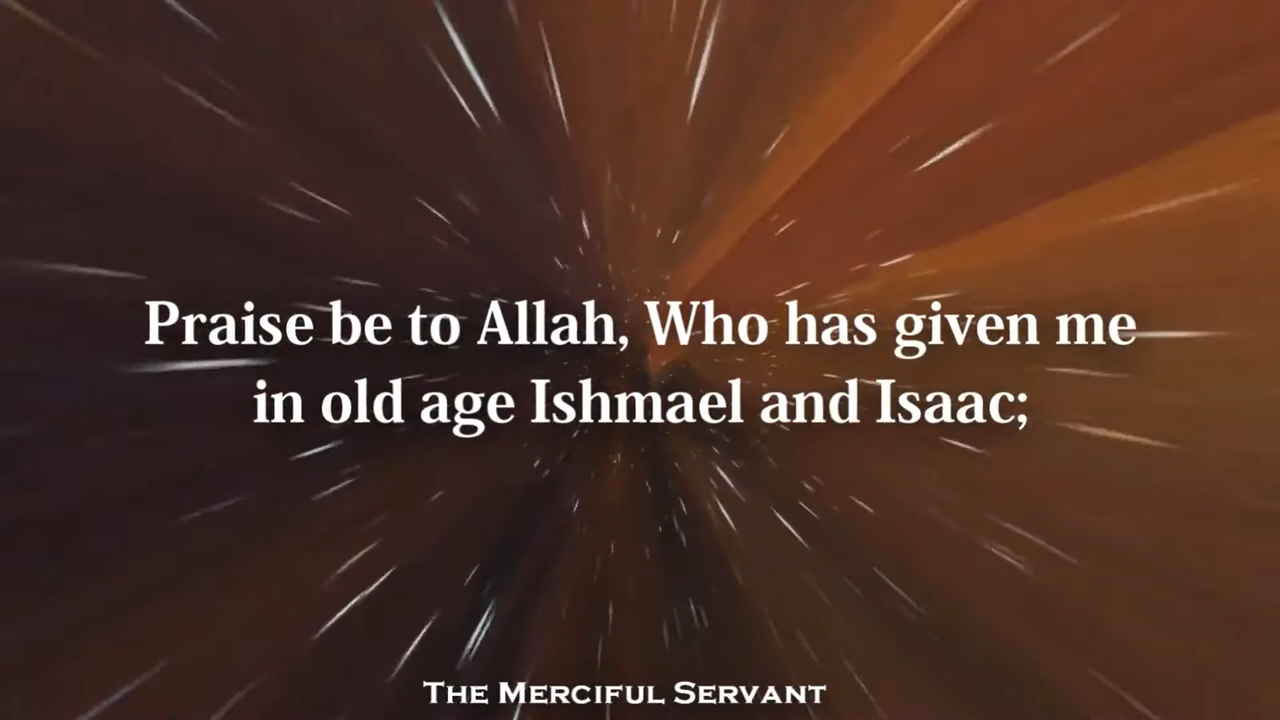 Praise be to Allah, Who has given me
in old age Ishmael and Isaac;
The Merciful Servant